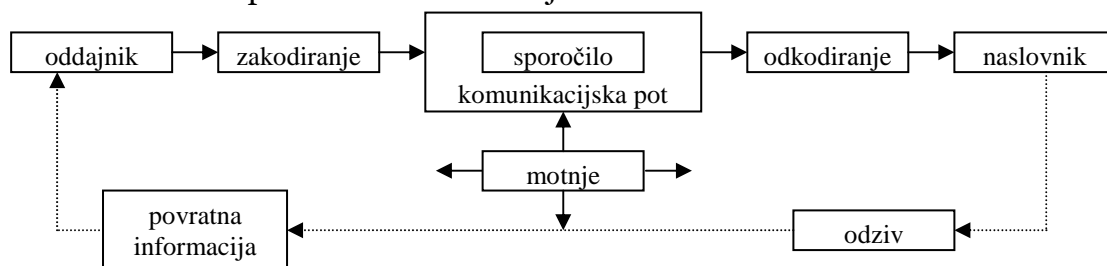 oddajnik
zakodiranje
sporočilo
komunikacijska pot
odkodiranje
naslovnik
motnje
povratna
informacija
odziv